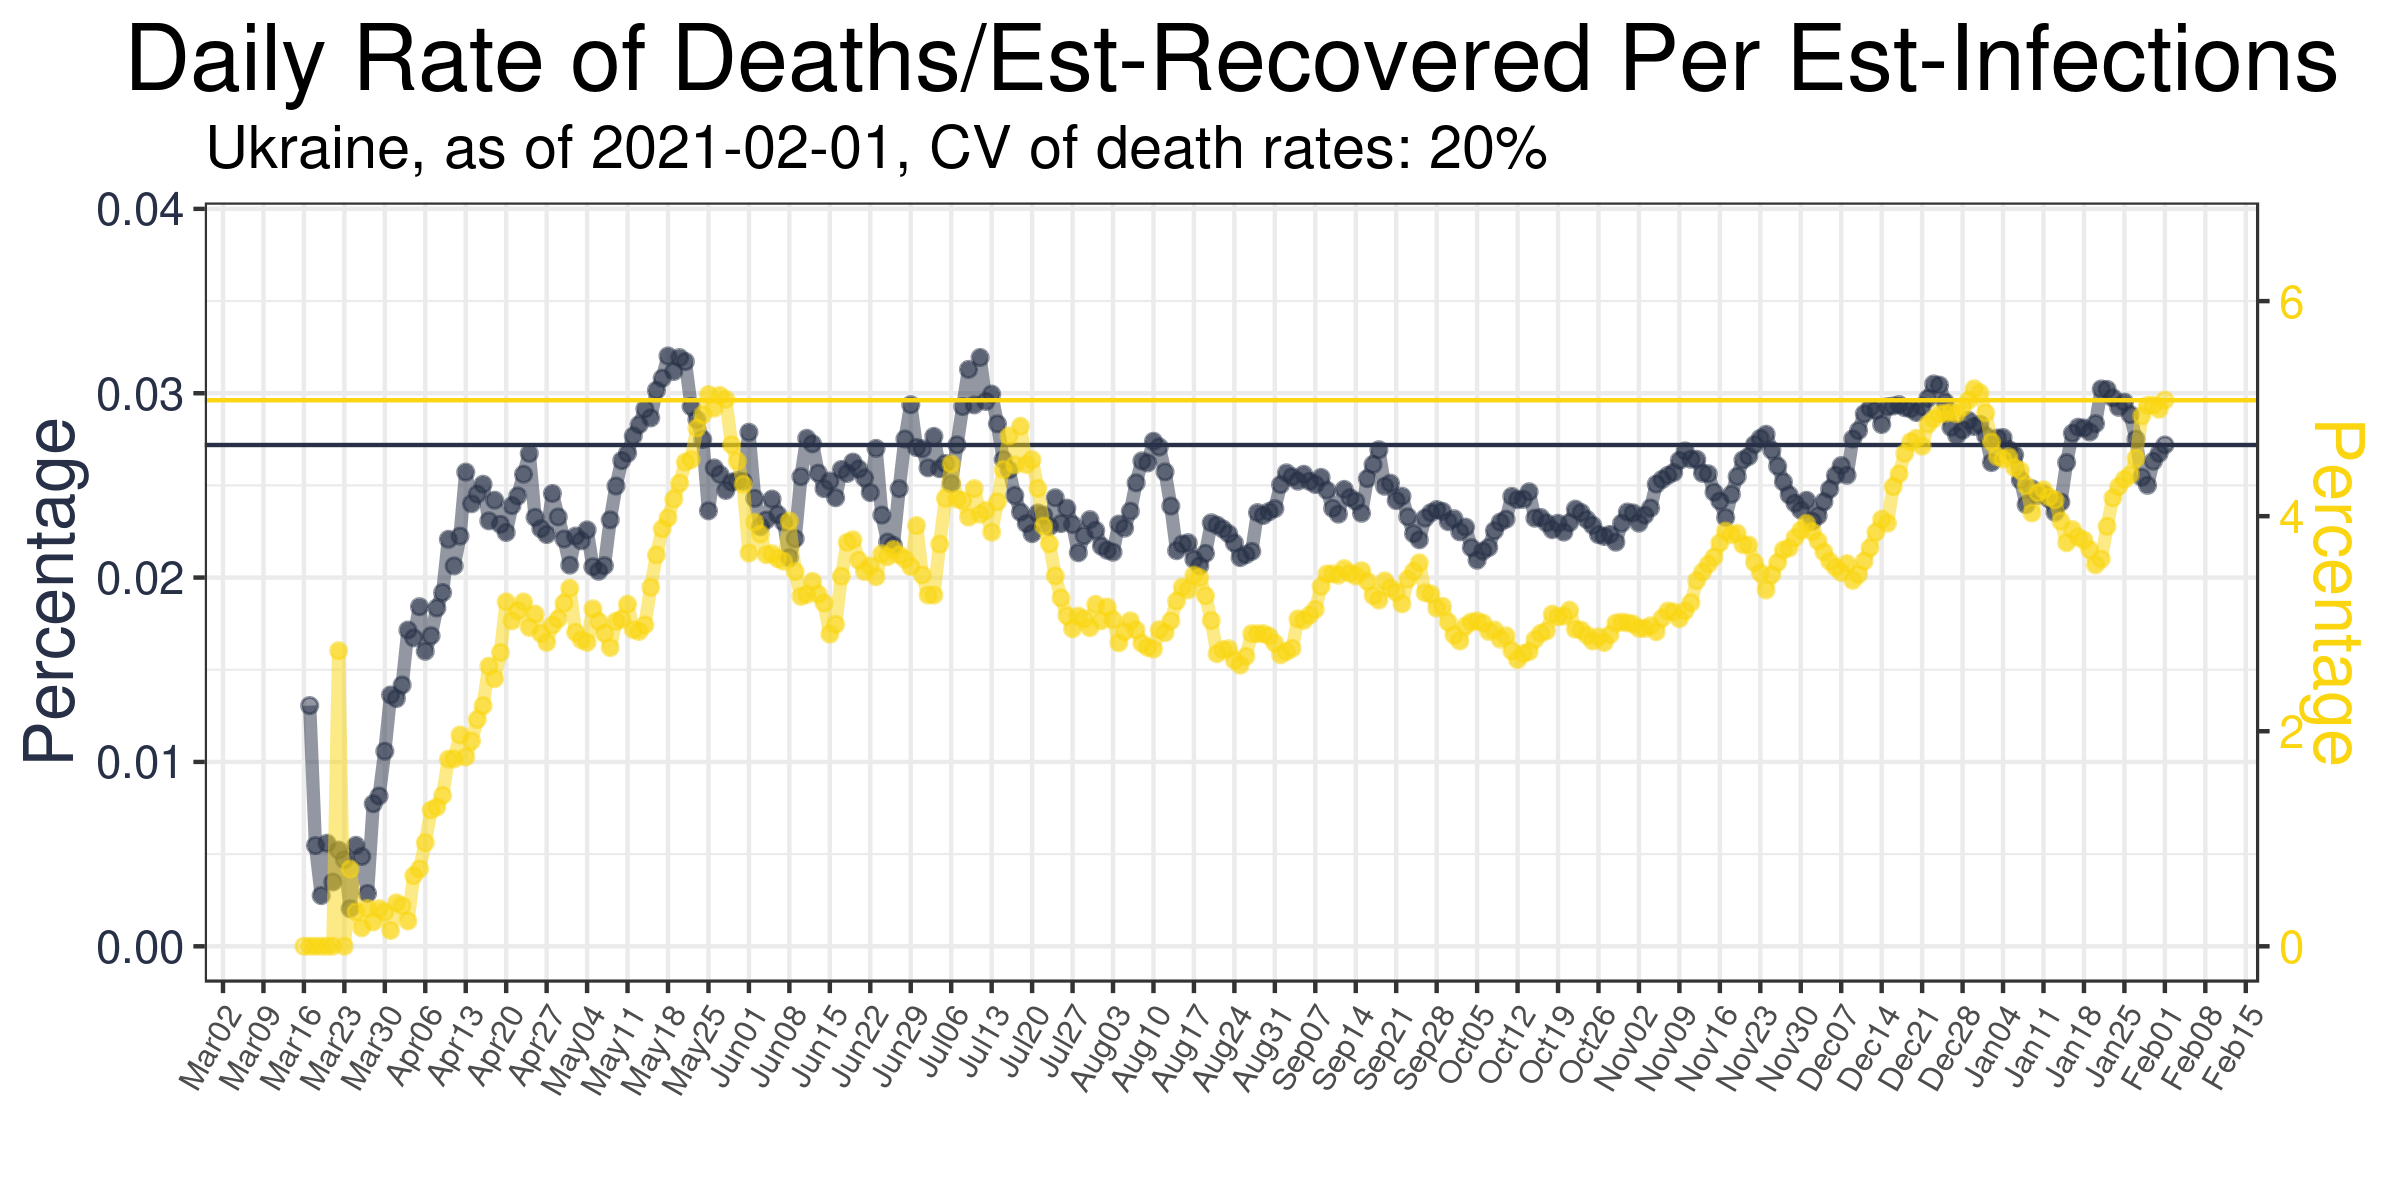 Daily Rate of Deaths/Est-Recovered Per Est-Infections
Ukraine, as of 2021-02-01, CV of death rates: 20%
Percentage
0.04
0.03
0.02
0.01
0.00
6
4
2
0
Percentage
Mar02 Mar09 Mar16 Mar23 Mar30 Apr06 Apr13 Apr20 Apr27 May04 May11 May18 May25 Jun01 Jun08 Jun15 Jun22 Jun29 Jul06 Jul13 Jul20 Jul27 Aug03 Aug10 Aug17 Aug24 Aug31 Sep07 Sep14 Sep21 Sep28 Oct05 Oct12 Oct19 Oct26 Nov02 Nov09 Nov16 Nov23 Nov30 Dec07 Dec14 Dec21 Dec28 Jan04 Jan11 Jan18 Jan25 Feb01 Feb08 Feb15